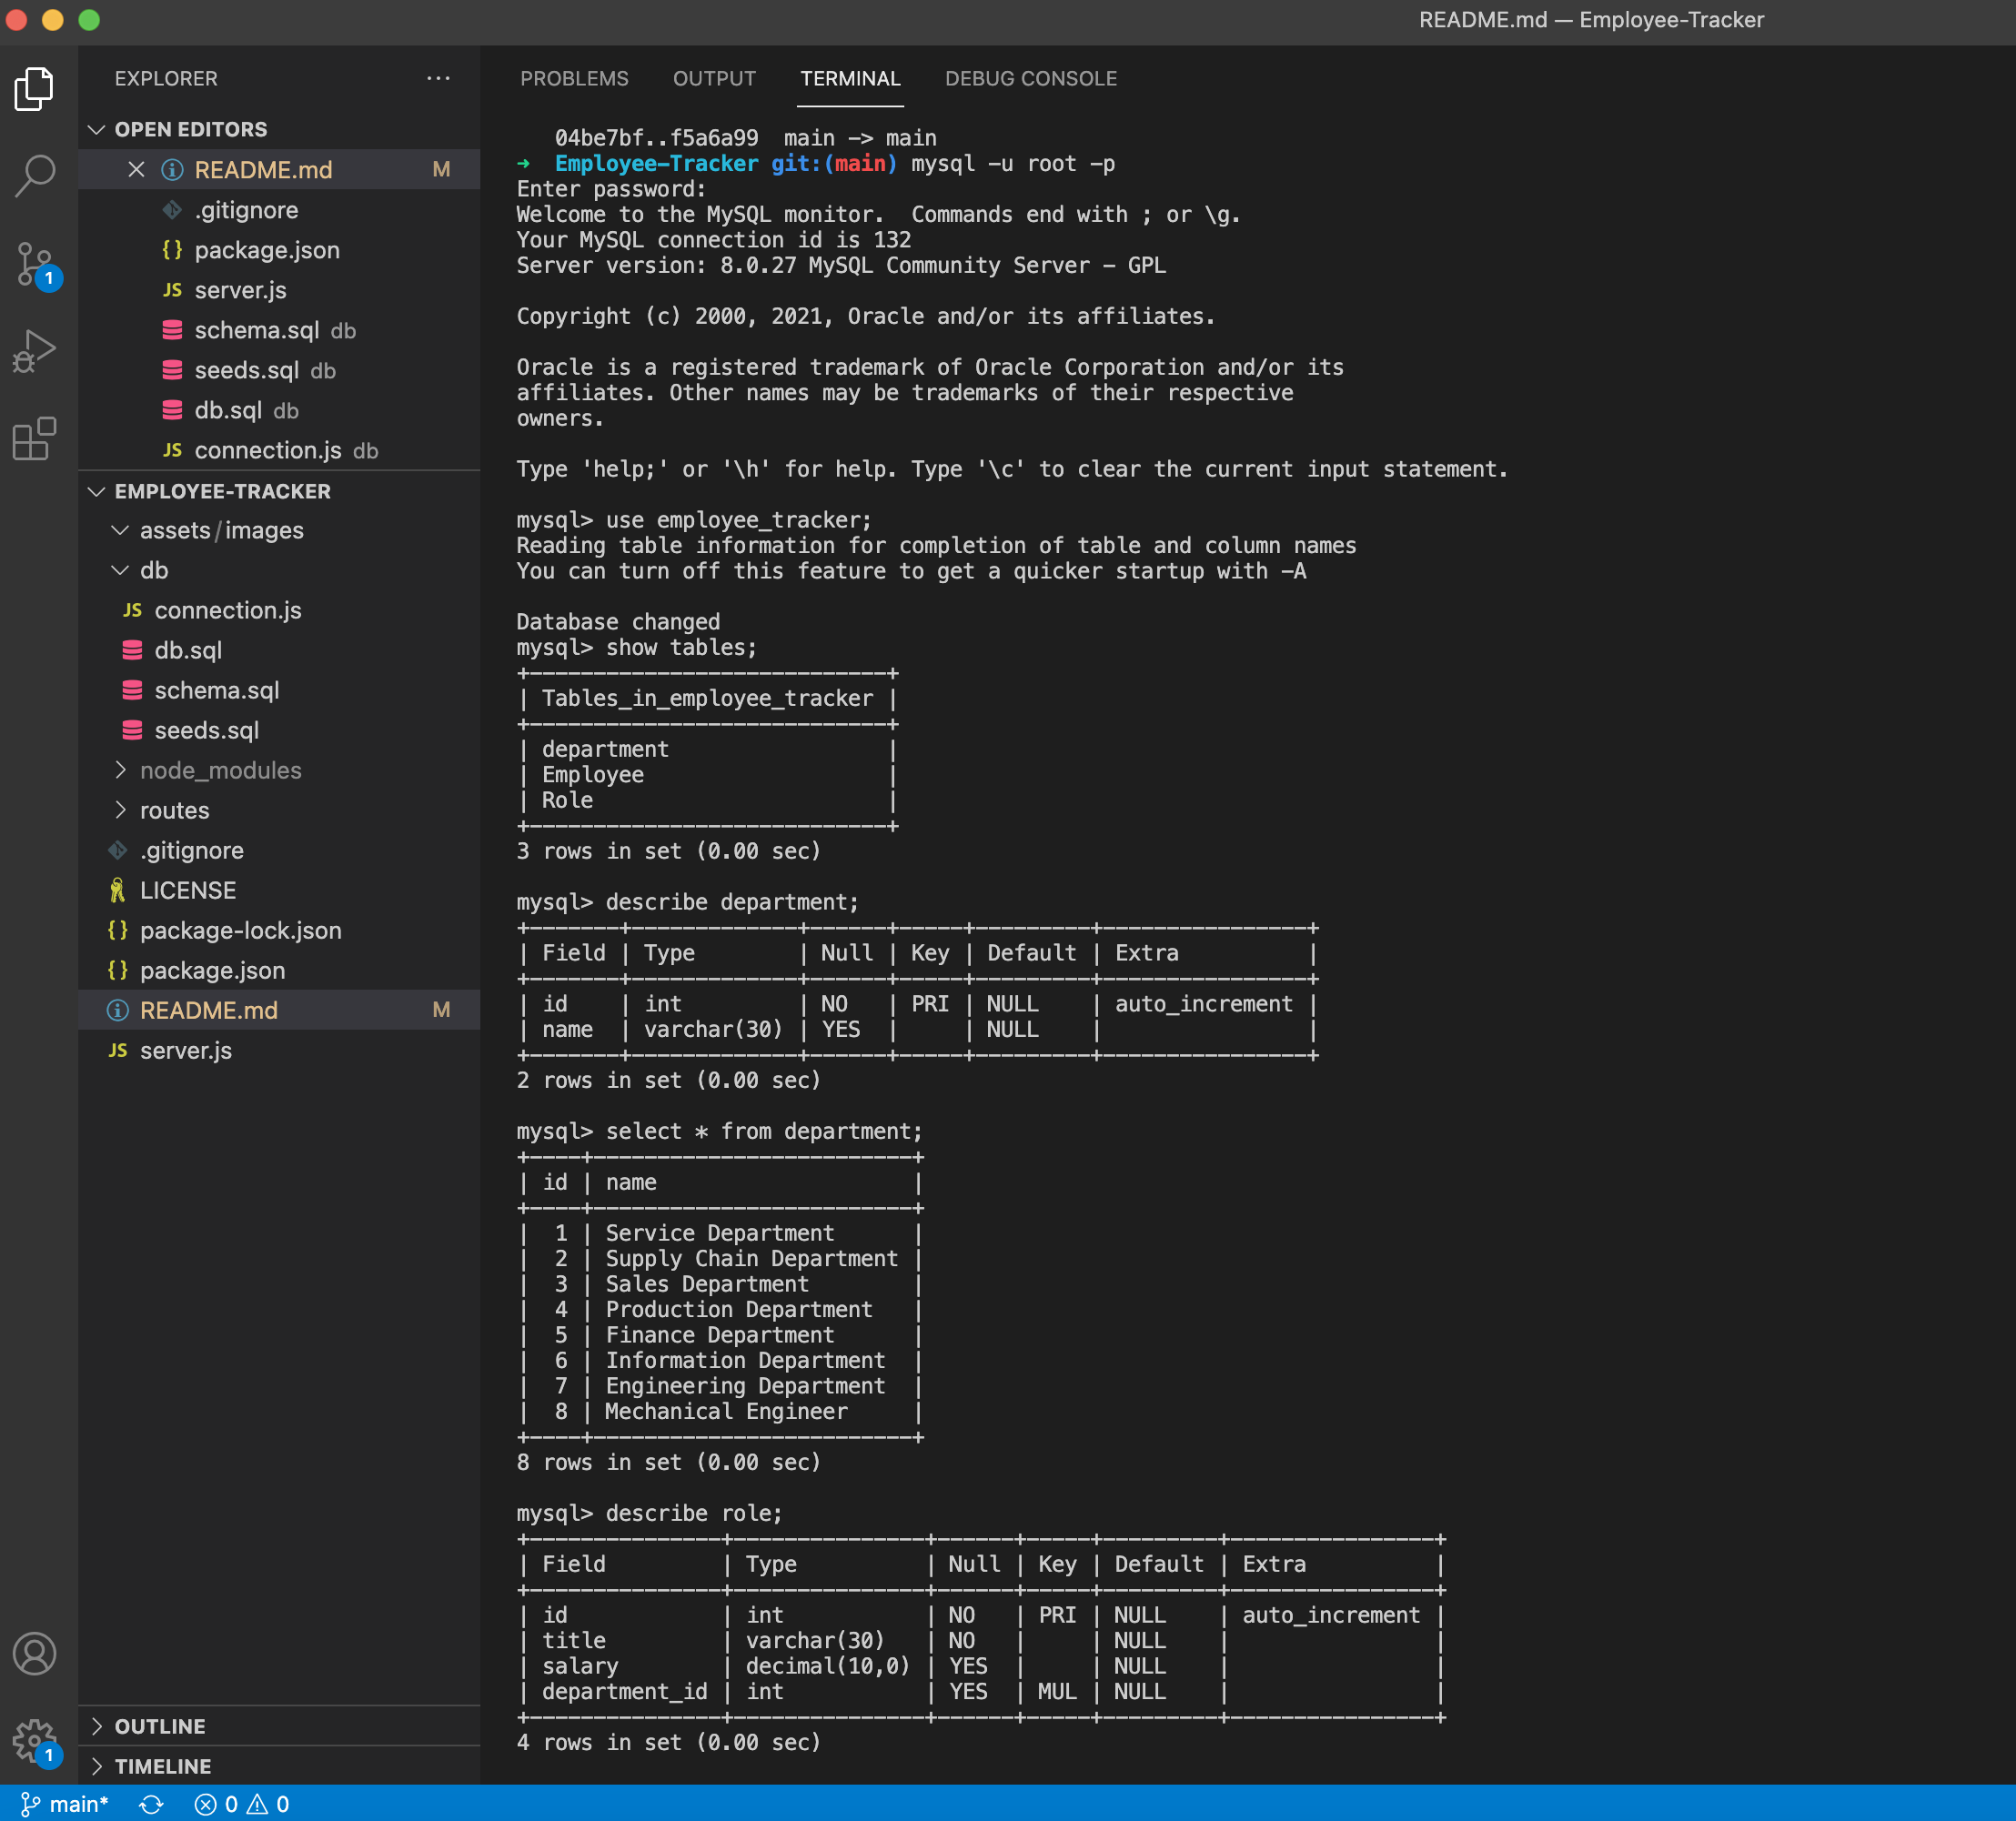 README.md — Employee-Tracker
EXPLORER
OPEN EDITORS
README.md M
.gitignore
{} package.json
JS server.js
schema.sql db
seeds.sql db
db.sql db
JS connection.js db
EMPLOYEE-TRACKER
assets/images
db
JS connection.js
db.sql
schema.sql
seeds.sql
node_modules
routes
.gitignore
LICENSE
{} package-lock.json
{} package.json
README.md M
JS server.js
OUTLINE
TIMELINE
1
1
PROBLEMS OUTPUT TERMINAL DEBUG CONSOLE
04be7bf..f5a6a99  main -> main
→  Employee-Tracker git:(main) mysql -u root -p
Enter password:
Welcome to the MySQL monitor.  Commands end with ; or \g.
Your MySQL connection id is 132
Server version: 8.0.27 MySQL Community Server - GPL
Copyright (c) 2000, 2021, Oracle and/or its affiliates.
Oracle is a registered trademark of Oracle Corporation and/or its
affiliates. Other names may be trademarks of their respective
owners.
Type 'help;' or '\h' for help. Type '\c' to clear the current input statement.
mysql> use employee_tracker;
Reading table information for completion of table and column names
You can turn off this feature to get a quicker startup with -A
Database changed
mysql> show tables;
+----------------------------+
| Tables_in_employee_tracker |
+----------------------------+
| department                 |
| Employee                   |
| Role                       |
+----------------------------+
3 rows in set (0.00 sec)
mysql> describe department;
+-------+-------------+------+-----+---------+----------------+
| Field | Type        | Null | Key | Default | Extra          |
+-------+-------------+------+-----+---------+----------------+
| id    | int         | NO   | PRI | NULL    | auto_increment |
| name  | varchar(30) | YES  |     | NULL    |                |
+-------+-------------+------+-----+---------+----------------+
2 rows in set (0.00 sec)
mysql> select * from department;
+----+-------------------------+
| id | name                    |
+----+-------------------------+
|  1 | Service Department      |
|  2 | Supply Chain Department |
|  3 | Sales Department        |
|  4 | Production Department   |
|  5 | Finance Department      |
|  6 | Information Department  |
|  7 | Engineering Department  |
|  8 | Mechanical Engineer     |
+----+-------------------------+
8 rows in set (0.00 sec)
mysql> describe role;
+---------------+---------------+------+-----+---------+----------------+
| Field         | Type          | Null | Key | Default | Extra          |
+---------------+---------------+------+-----+---------+----------------+
| id            | int           | NO   | PRI | NULL    | auto_increment |
| title         | varchar(30)   | NO   |     | NULL    |                |
| salary        | decimal(10,0) | YES  |     | NULL    |                |
| department_id | int           | YES  | MUL | NULL    |                |
+---------------+---------------+------+-----+---------+----------------+
4 rows in set (0.00 sec)
main* 0 0